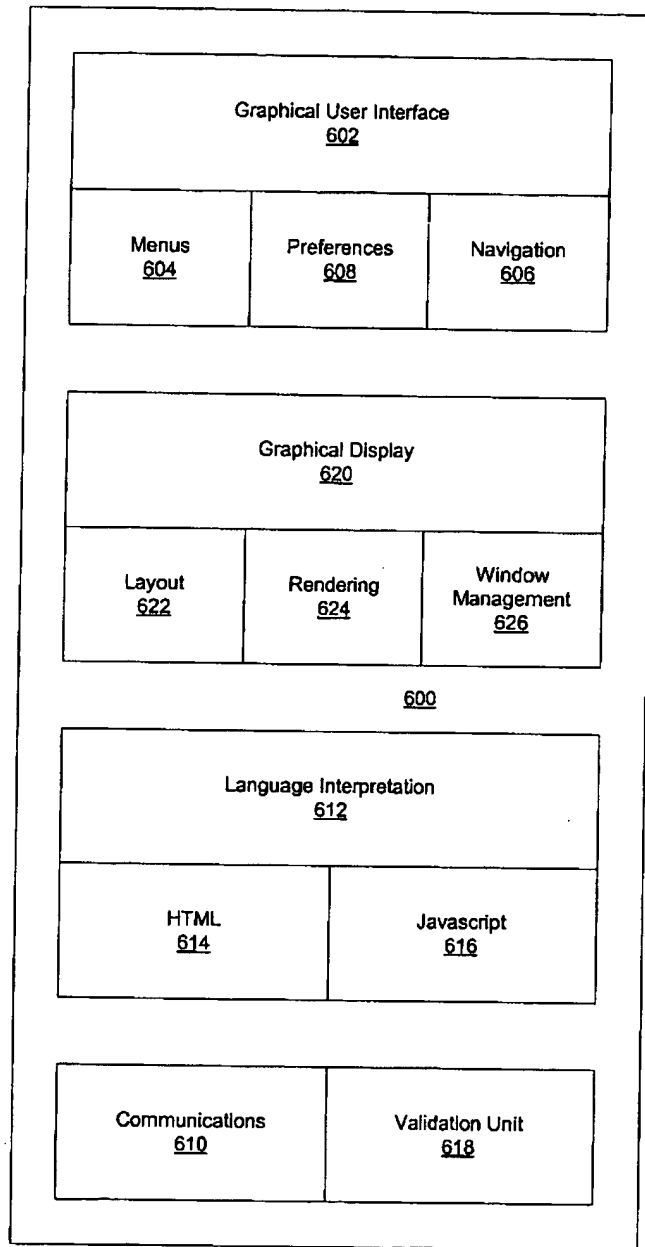 Graphical User Interface
602
Menus
604
Preferences
608
Navigation
606
Graphical Display
620
Layout
622
Rendering
624
Window
Management
626
600
Language Interpretation
612
HTML
614
Javascript
616
Communications
610
Validation Unit
618